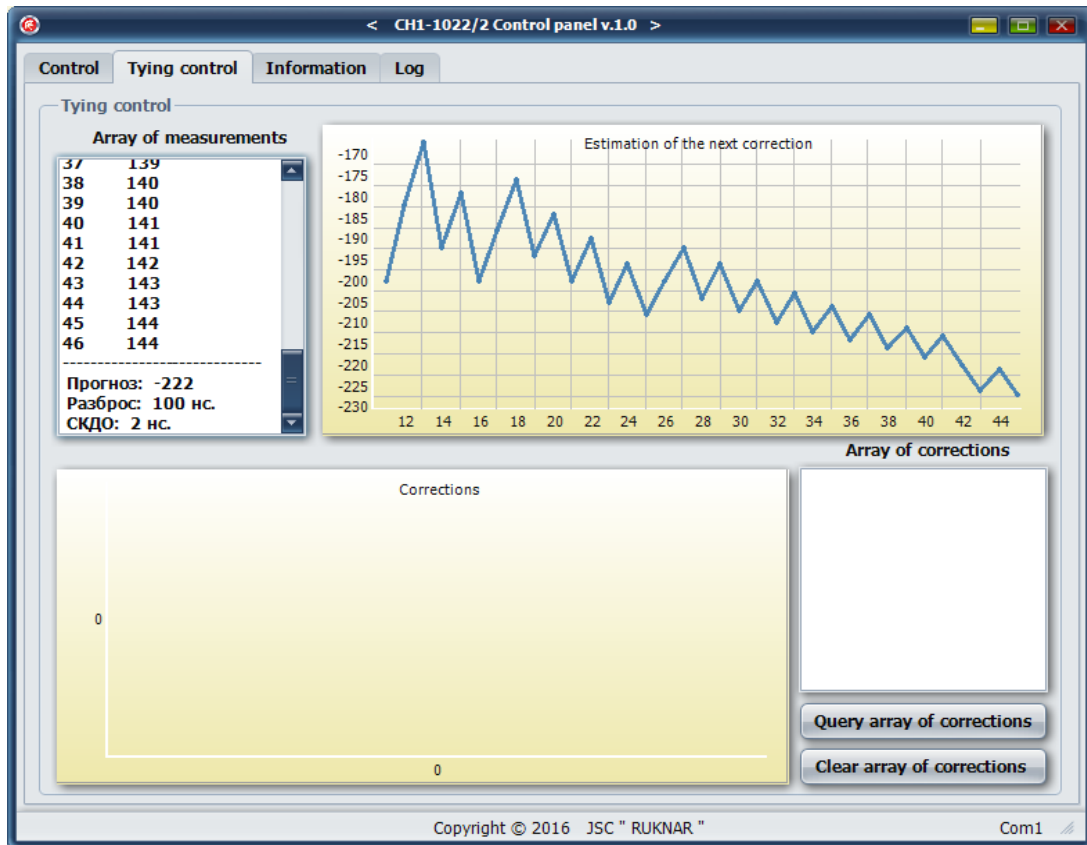 < CH1-1022/2 Control panel v.1.0 >
Control Tying control Information Log
Tying control
Array of measurements
37 139
38 140
39 140
40 141
41 141
42 142
43 143
44 143
45 144
46 144
------------------------------
Прогноз: -222
Разброс: 100 нс.
СКДО: 2 нс.
Estimation of the next correction
-170
-175
-180
-185
-190
-195
-200
-205
-210
-215
-220
-225
-230
12 14 16 18 20 22 24 26 28 30 32 34 36 38 40 42 44
Corrections
0
0
Array of corrections
Query array of corrections
Clear array of corrections
Copyright © 2016 JSC " RUKNAR "
Com1